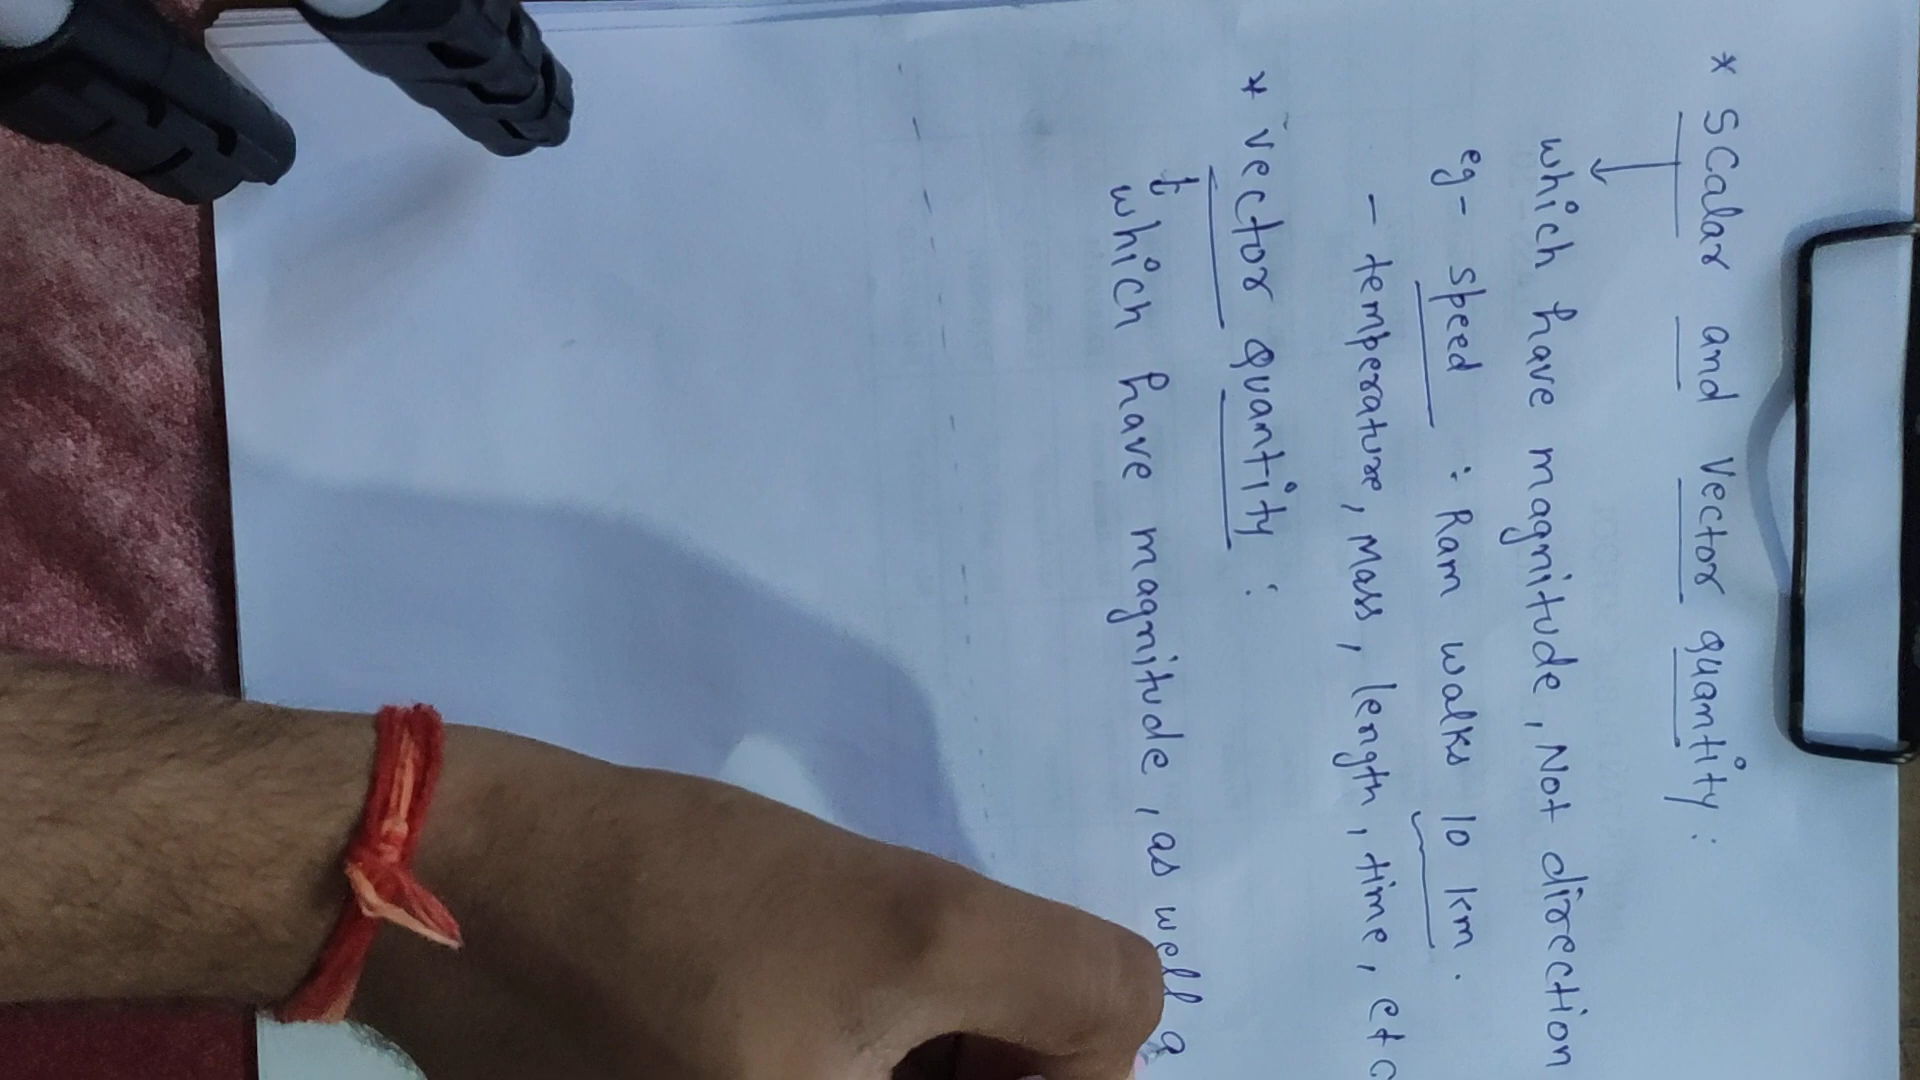 * Scalar and Vector quantity :
which have magnitude, Not direction
eg - speed : Ram walks 10 km.
- temperature, Mass, length, time, etc
* vector quantity :
which have magnitude, as well a